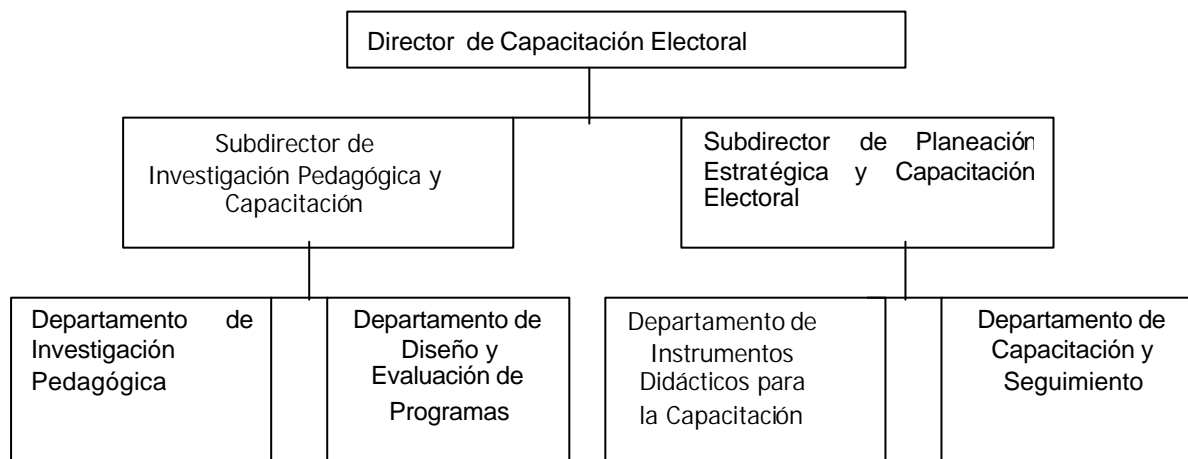 Director de Capacitación Electoral
Subdirector de
Investigación Pedagógica y
Capacitación
Subdirector de Planeación
Estratégica y Capacitación
Electoral
Departamento de
Investigación
Pedagógica
Departamento de
Diseño y
Evaluación de
Programas
Departamento de
Instrumentos
Didácticos para
la Capacitación
Departamento de
Capacitación y
Seguimiento